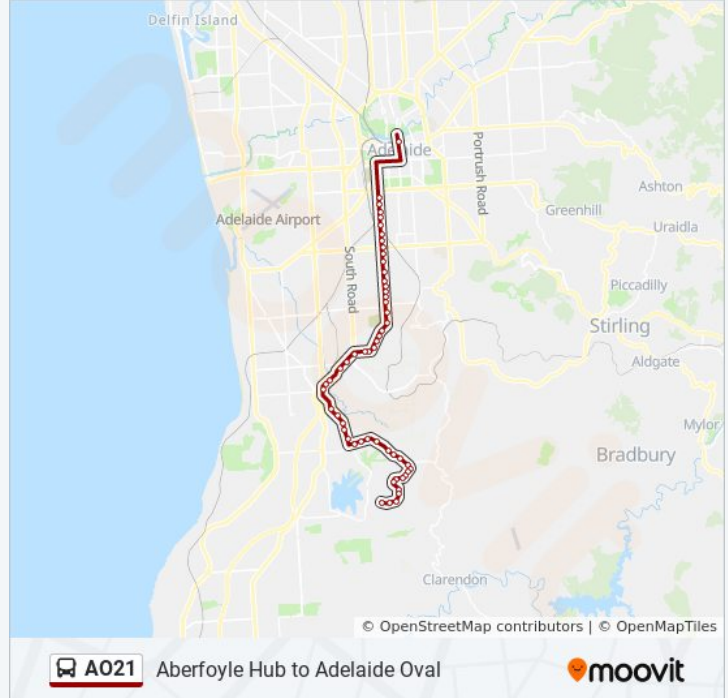 Delfin Island
Adelaide
Portrush Road
Ashton
Adelaide Airport
Greenhill
Uraidla
South Road
Piccadilly
Stirling
Aldgate
Mylor
Bradbury
Clarendon
© OpenStreetMap contributors | © OpenMapTiles
AO21 Aberfoyle Hub to Adelaide Oval
moovit